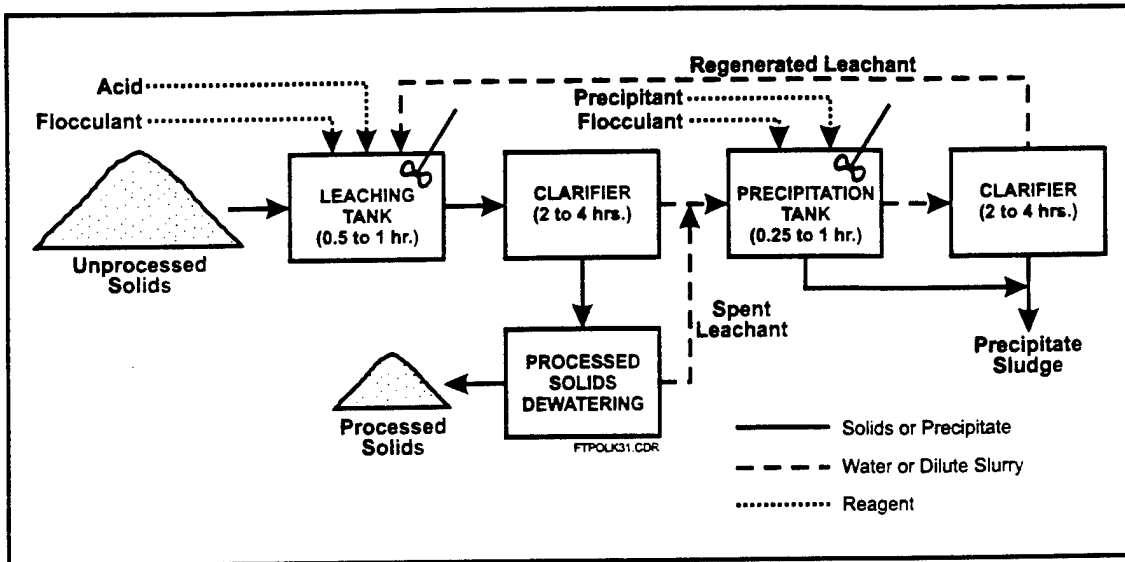 Regenerated Leachant
Acid
Flocculant
Precipitant
Flocculant
LEACHING
TANK
(0.5 to 1 hr.)
CLARIFIER
(2 to 4 hrs.)
PRECIPITATION
TANK
(0.25 to 1 hr.)
CLARIFIER
(2 to 4 hrs.)
Unprocessed
Solids
Spent
Leachant
Precipitate
Sludge
PROCESSED
SOLIDS
DEWATERING
Processed
Solids
FTPOLK31.CDR
Solids or Precipitate
Water or Dilute Slurry
Reagent